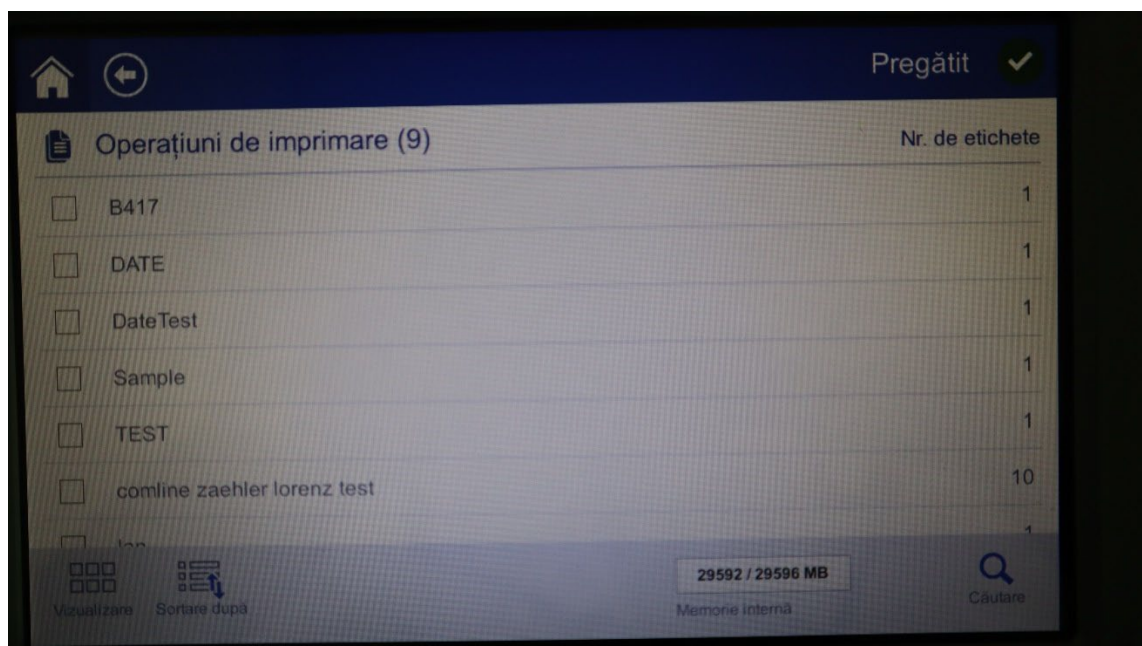 Pregătit
Operațiuni de imprimare (9) Nr. de etichete
B417 1
DATE 1
DateTest 1
Sample 1
TEST 1
comline zaehler lorenz test 10
1
29592 / 29596 MB
Vizualizare Sortare după Memorie internă Căutare